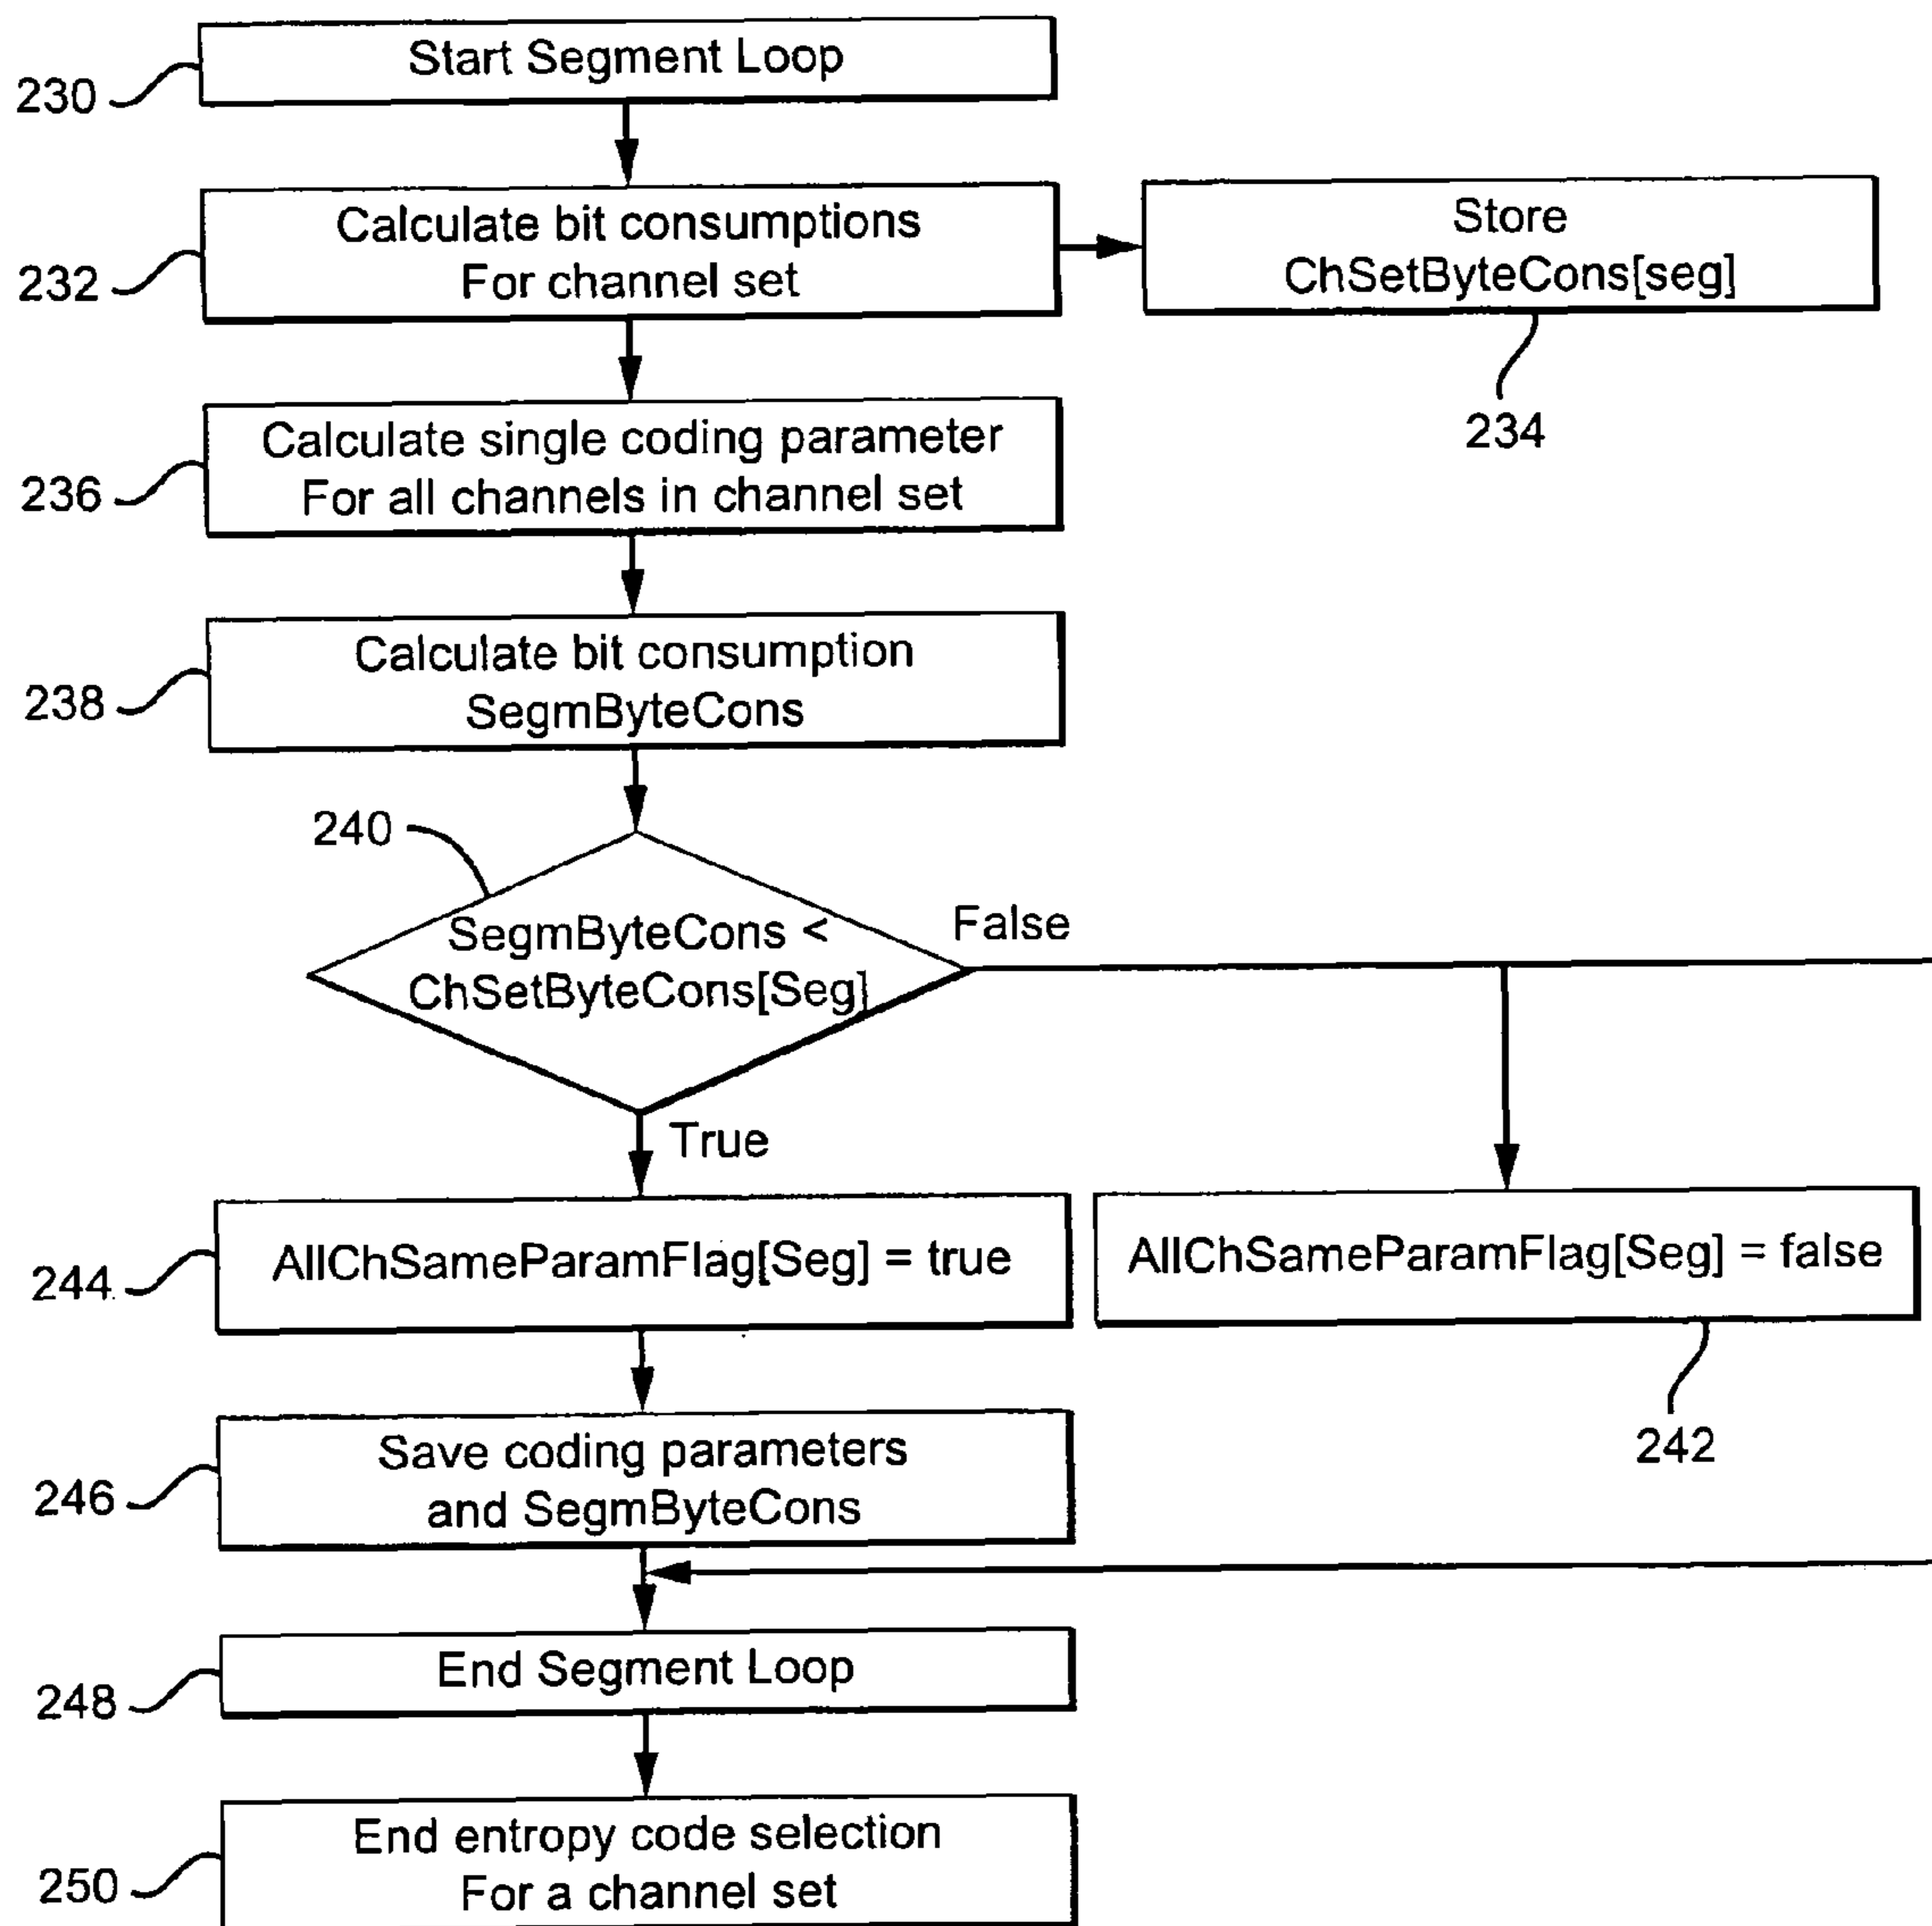 Start Segment Loop
230
Calculate bit consumptions
For channel set
232
Store
ChSetByteCons[seg]
234
Calculate single coding parameter
For all channels in channel set
236
Calculate bit consumption
SegmByteCons
238
240
SegmByteCons <
ChSetByteCons[Seg]
False
True
AllChSameParamFlag[Seg] = true
244
AllChSameParamFlag[Seg] = false
242
Save coding parameters
and SegmByteCons
246
End Segment Loop
248
End entropy code selection
For a channel set
250